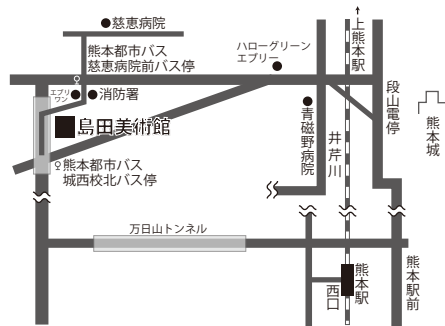 慈恵病院
熊本都市バス
慈恵病院前バス停
ハローグリーン
エブリー
↑上熊本駅
エブリ
ワン
消防署
島田美術館
青磁野病院
井芹川
段山電停
熊本城
熊本都市バス
城西校北バス停
万日山トンネル
熊本駅
西口
熊本駅前